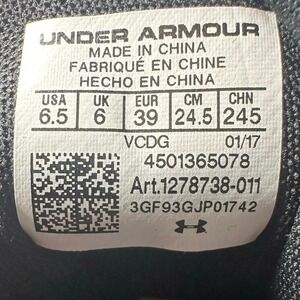 UNDER ARMOUR
MADE IN CHINA
FABRIQUÉ EN CHINE
HECHO EN CHINA
USA UK EUR CM CHN
6.5 6 39 24.5 245
VCDG 01/17
4501365078
Art.1278738-011
3GF93GJP01742